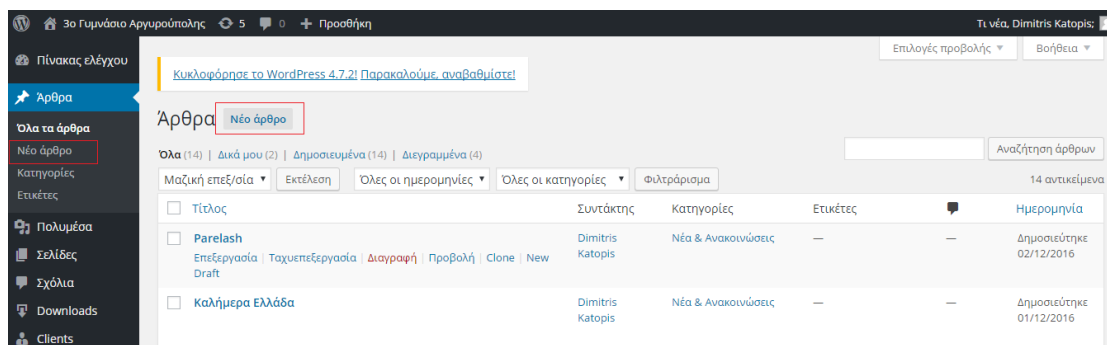 3ο Γυμνάσιο Αργυρούπολης 5 0 + Προσθήκη Τι νέα, Dimitris Katopis;
Επιλογές προβολής ▼ Βοήθεια ▼
Πίνακας ελέγχου
Κυκλοφόρησε το WordPress 4.7.2! Παρακαλούμε, αναβαθμίστε!
Άρθρα
Άρθρα Νέο άρθρο
Όλα τα άρθρα
Νέο άρθρο
Κατηγορίες
Ετικέτες
Όλα (14) | Δικά μου (2) | Δημοσιευμένα (14) | Διεγραμμένα (4)
Αναζήτηση άρθρων
Μαζική επεξ/σία ▼ Εκτέλεση Όλες οι ημερομηνίες ▼ Όλες οι κατηγορίες ▼ Φιλτράρισμα 14 αντικείμενα
Τίτλος Συντάκτης Κατηγορίες Ετικέτες Ημερομηνία
Πολυμέσα
Σελίδες
Σχόλια
Downloads
Clients
Parelash Dimitris Katopis Νέα & Ανακοινώσεις — — Δημοσιεύτηκε 02/12/2016
Επεξεργασία | Ταχυεπεξεργασία | Διαγραφή | Προβολή | Clone | New
Draft
Καλήμερα Ελλάδα Dimitris Katopis Νέα & Ανακοινώσεις — — Δημοσιεύτηκε 01/12/2016